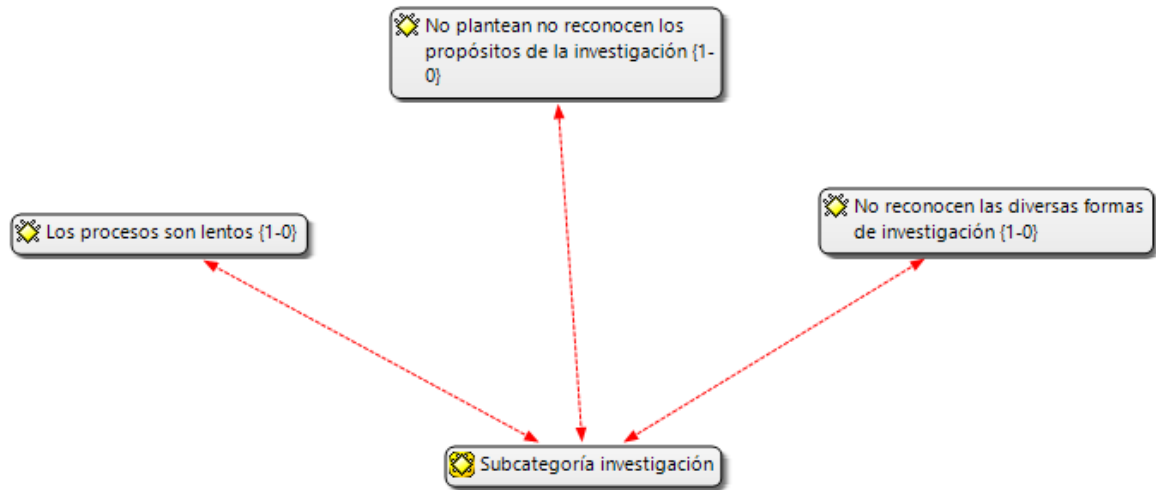 No plantean no reconocen los
propósitos de la investigación {1-
0}
No reconocen las diversas formas
de investigación {1-0}
Los procesos son lentos {1-0}
Subcategoría investigación